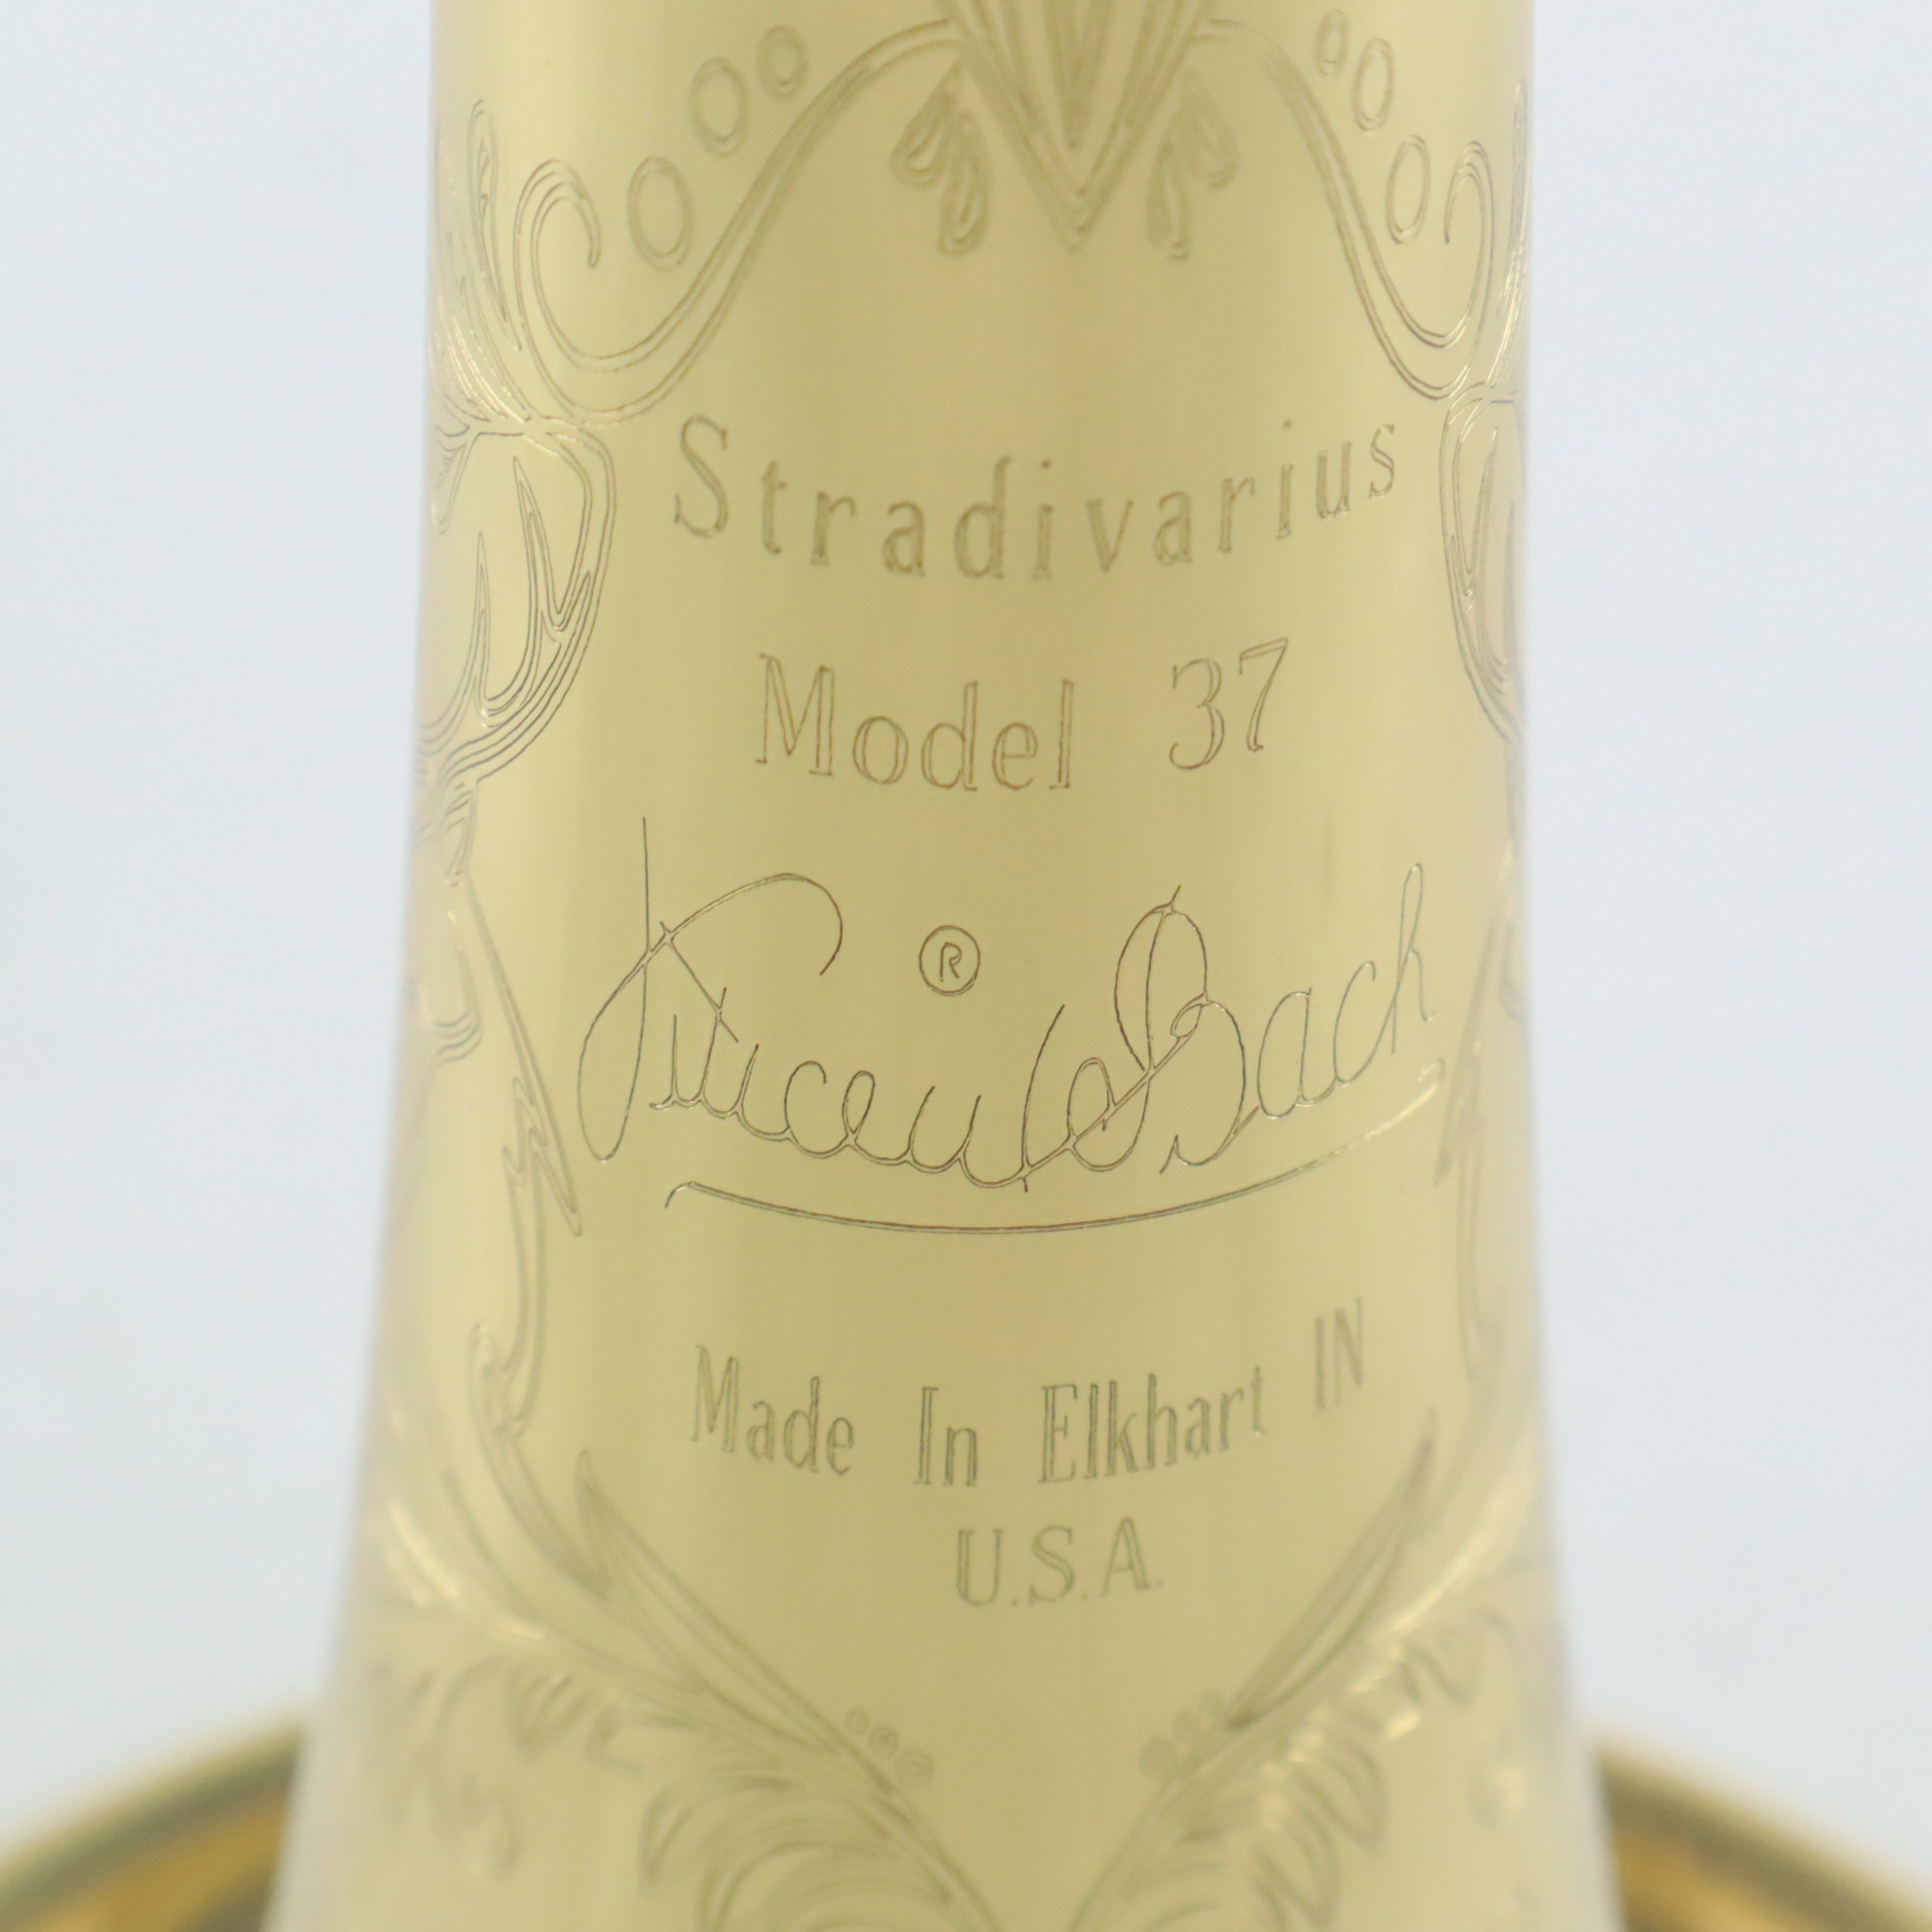 Stradivarius
Model 37
®
Vincent Bach
Made In Elkhart IN
U.S.A.